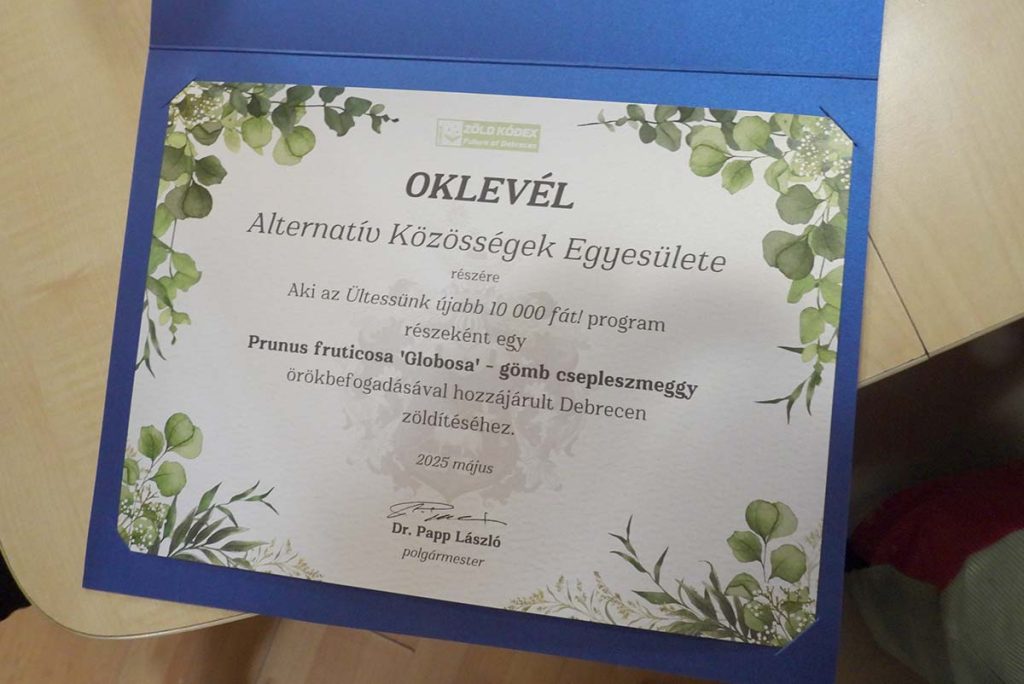 ZÖLD KÓDEX
Future of Debrecen
OKLEVÉL
Alternatív Közösségek Egyesülete
részére
Aki az Ültessünk újabb 10 000 fát! program
részeként egy
Prunus fruticosa 'Globosa' - gömb csepleszmeggy
örökbefogadásával hozzájárult Debrecen
zöldítéséhez.
2025 május
Dr. Papp László
polgármester